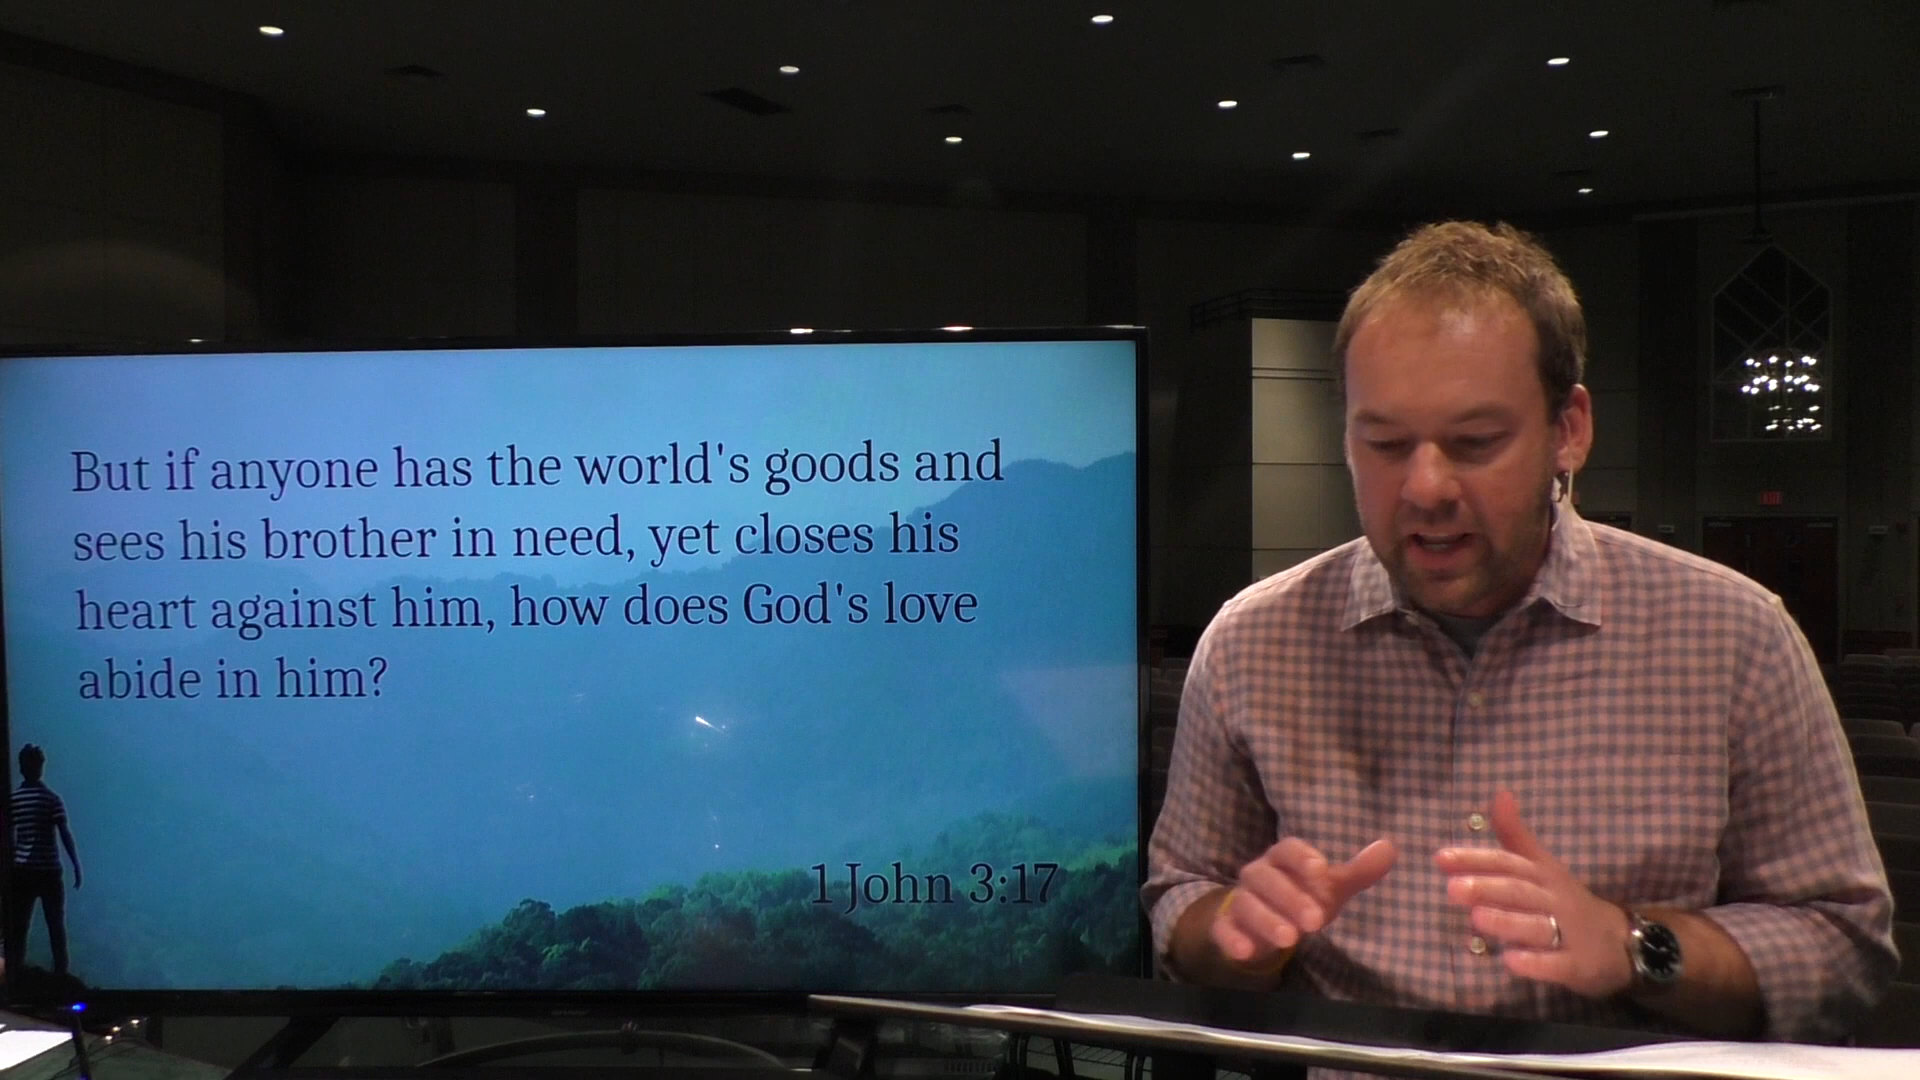 But if anyone has the world's goods and
sees his brother in need, yet closes his
heart against him, how does God's love
abide in him?
1 John 3:17